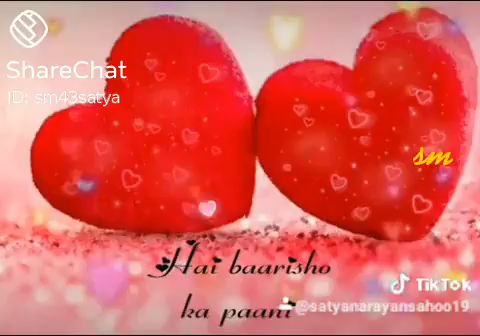 ShareChat
ID: sm43satya
sm
Hai baarisho
ka paani
TikTok
@satyanarayansahoo19